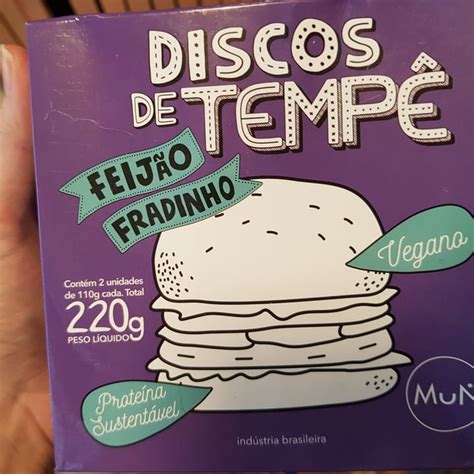 DISCOS
DE TEMPÊ
FEIJÃO
FRADINHO
Vegano
Contém 2 unidades
de 110g cada. Total
220g
PESO LÍQUIDO
Proteína
Sustentável
indústria brasileira